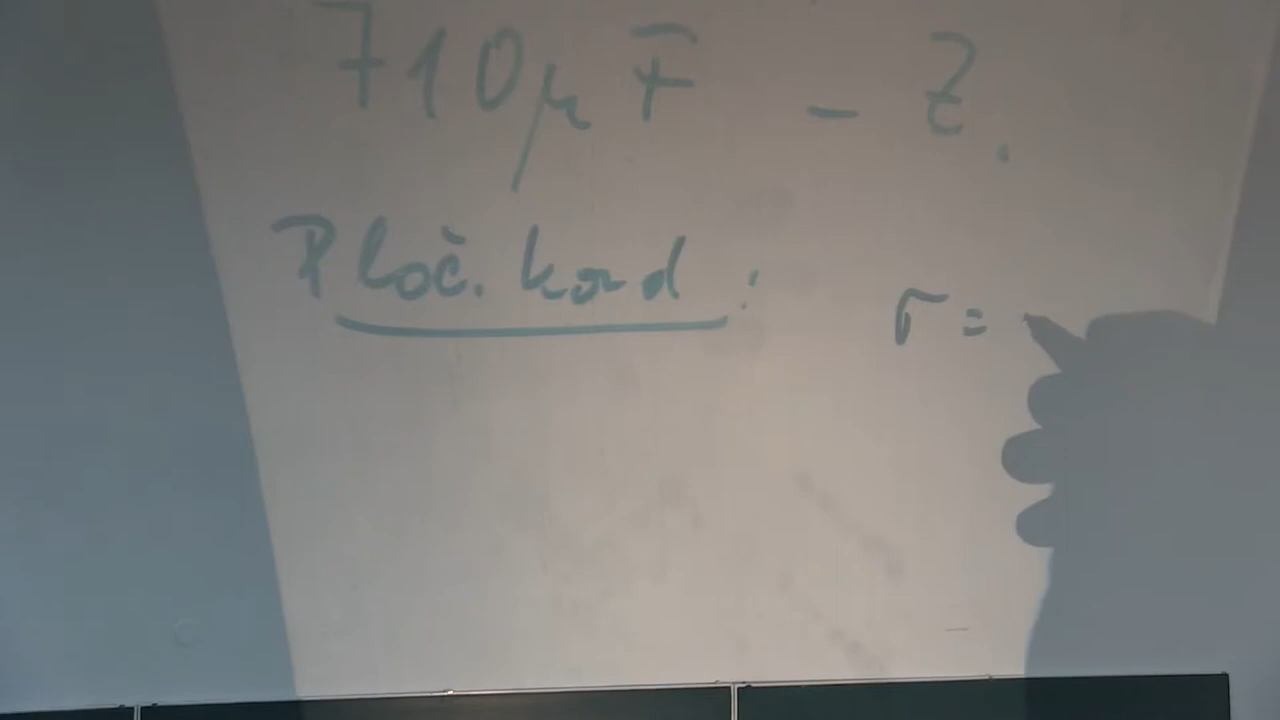 710μF - Z.
Ploč. kond:
σ =